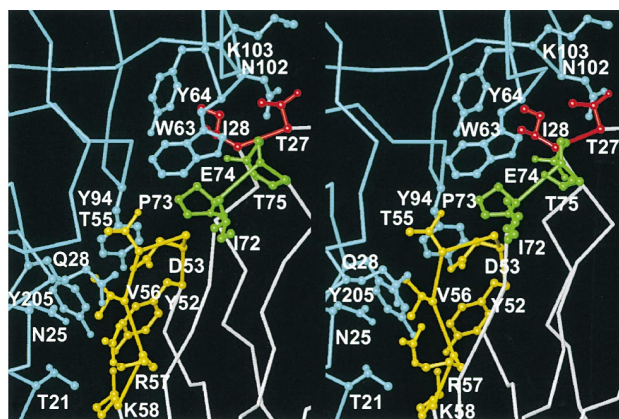 K103
N102
Y64
W63
I28
T27
E74
Y94
P73
T75
T55
I72
Q28
D53
Y205
V56
Y52
N25
R57
T21
K58
K103
N102
Y64
W63
I28
T27
E74
Y94
P73
T75
T55
I72
Q28
D53
Y205
V56
Y52
N25
R57
T21
K58